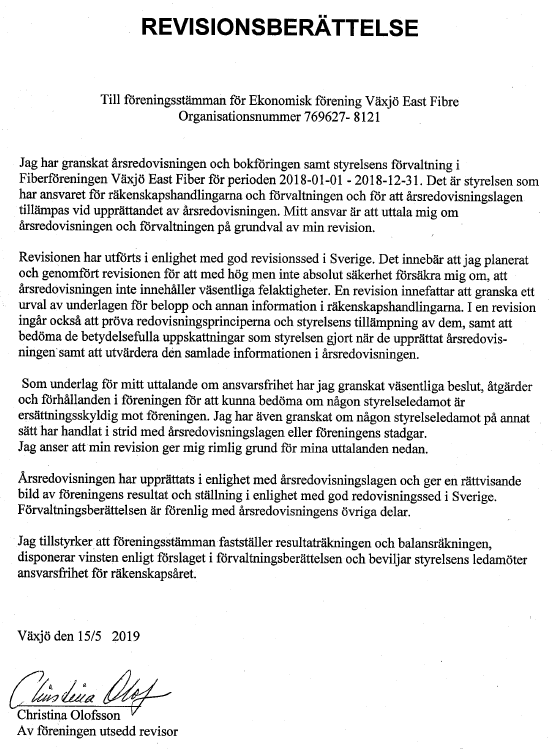 REVISIONSBERÄTTELSE
Till föreningsstämman för Ekonomisk förening Växjö East Fibre
Organisationsnummer 769627- 8121
Jag har granskat årsredovisningen och bokföringen samt styrelsens förvaltning i
Fiberföreningen Växjö East Fiber för perioden 2018-01-01 - 2018-12-31. Det är styrelsen som
har ansvaret för räkenskapshandlingarna och förvaltningen och för att årsredovisningslagen
tillämpas vid upprättandet av årsredovisningen. Mitt ansvar är att uttala mig om
årsredovisningen och förvaltningen på grundval av min revision.
Revisionen har utförts i enlighet med god revisionssed i Sverige. Det innebär att jag planerat
och genomfört revisionen för att med hög men inte absolut säkerhet försäkra mig om, att
årsredovisningen inte innehåller väsentliga felaktigheter. En revision innefattar att granska ett
urval av underlagen för belopp och annan information i räkenskapshandlingarna. I en revision
ingår också att pröva redovisningsprinciperna och styrelsens tillämpning av dem, samt att
bedöma de betydelsefulla uppskattningar som styrelsen gjort när de upprättat årsredovis-
ningen samt att utvärdera den samlade informationen i årsredovisningen.
Som underlag för mitt uttalande om ansvarsfrihet har jag granskat väsentliga beslut, åtgärder
och förhållanden i föreningen för att kunna bedöma om någon styrelseledamot är
ersättningsskyldig mot föreningen. Jag har även granskat om någon styrelseledamot på annat
sätt har handlat i strid med årsredovisningslagen eller föreningens stadgar.
Jag anser att min revision ger mig rimlig grund för mina uttalanden nedan.
Årsredovisningen har upprättats i enlighet med årsredovisningslagen och ger en rättvisande
bild av föreningens resultat och ställning i enlighet med god redovisningssed i Sverige.
Förvaltningsberättelsen är förenlig med årsredovisningens övriga delar.
Jag tillstyrker att föreningsstämman fastställer resultaträkningen och balansräkningen,
disponerar vinsten enligt förslaget i förvaltningsberättelsen och beviljar styrelsens ledamöter
ansvarsfrihet för räkenskapsåret.
Växjö den 15/5 2019
Christina Olof
Christina Olofsson
Av föreningen utsedd revisor